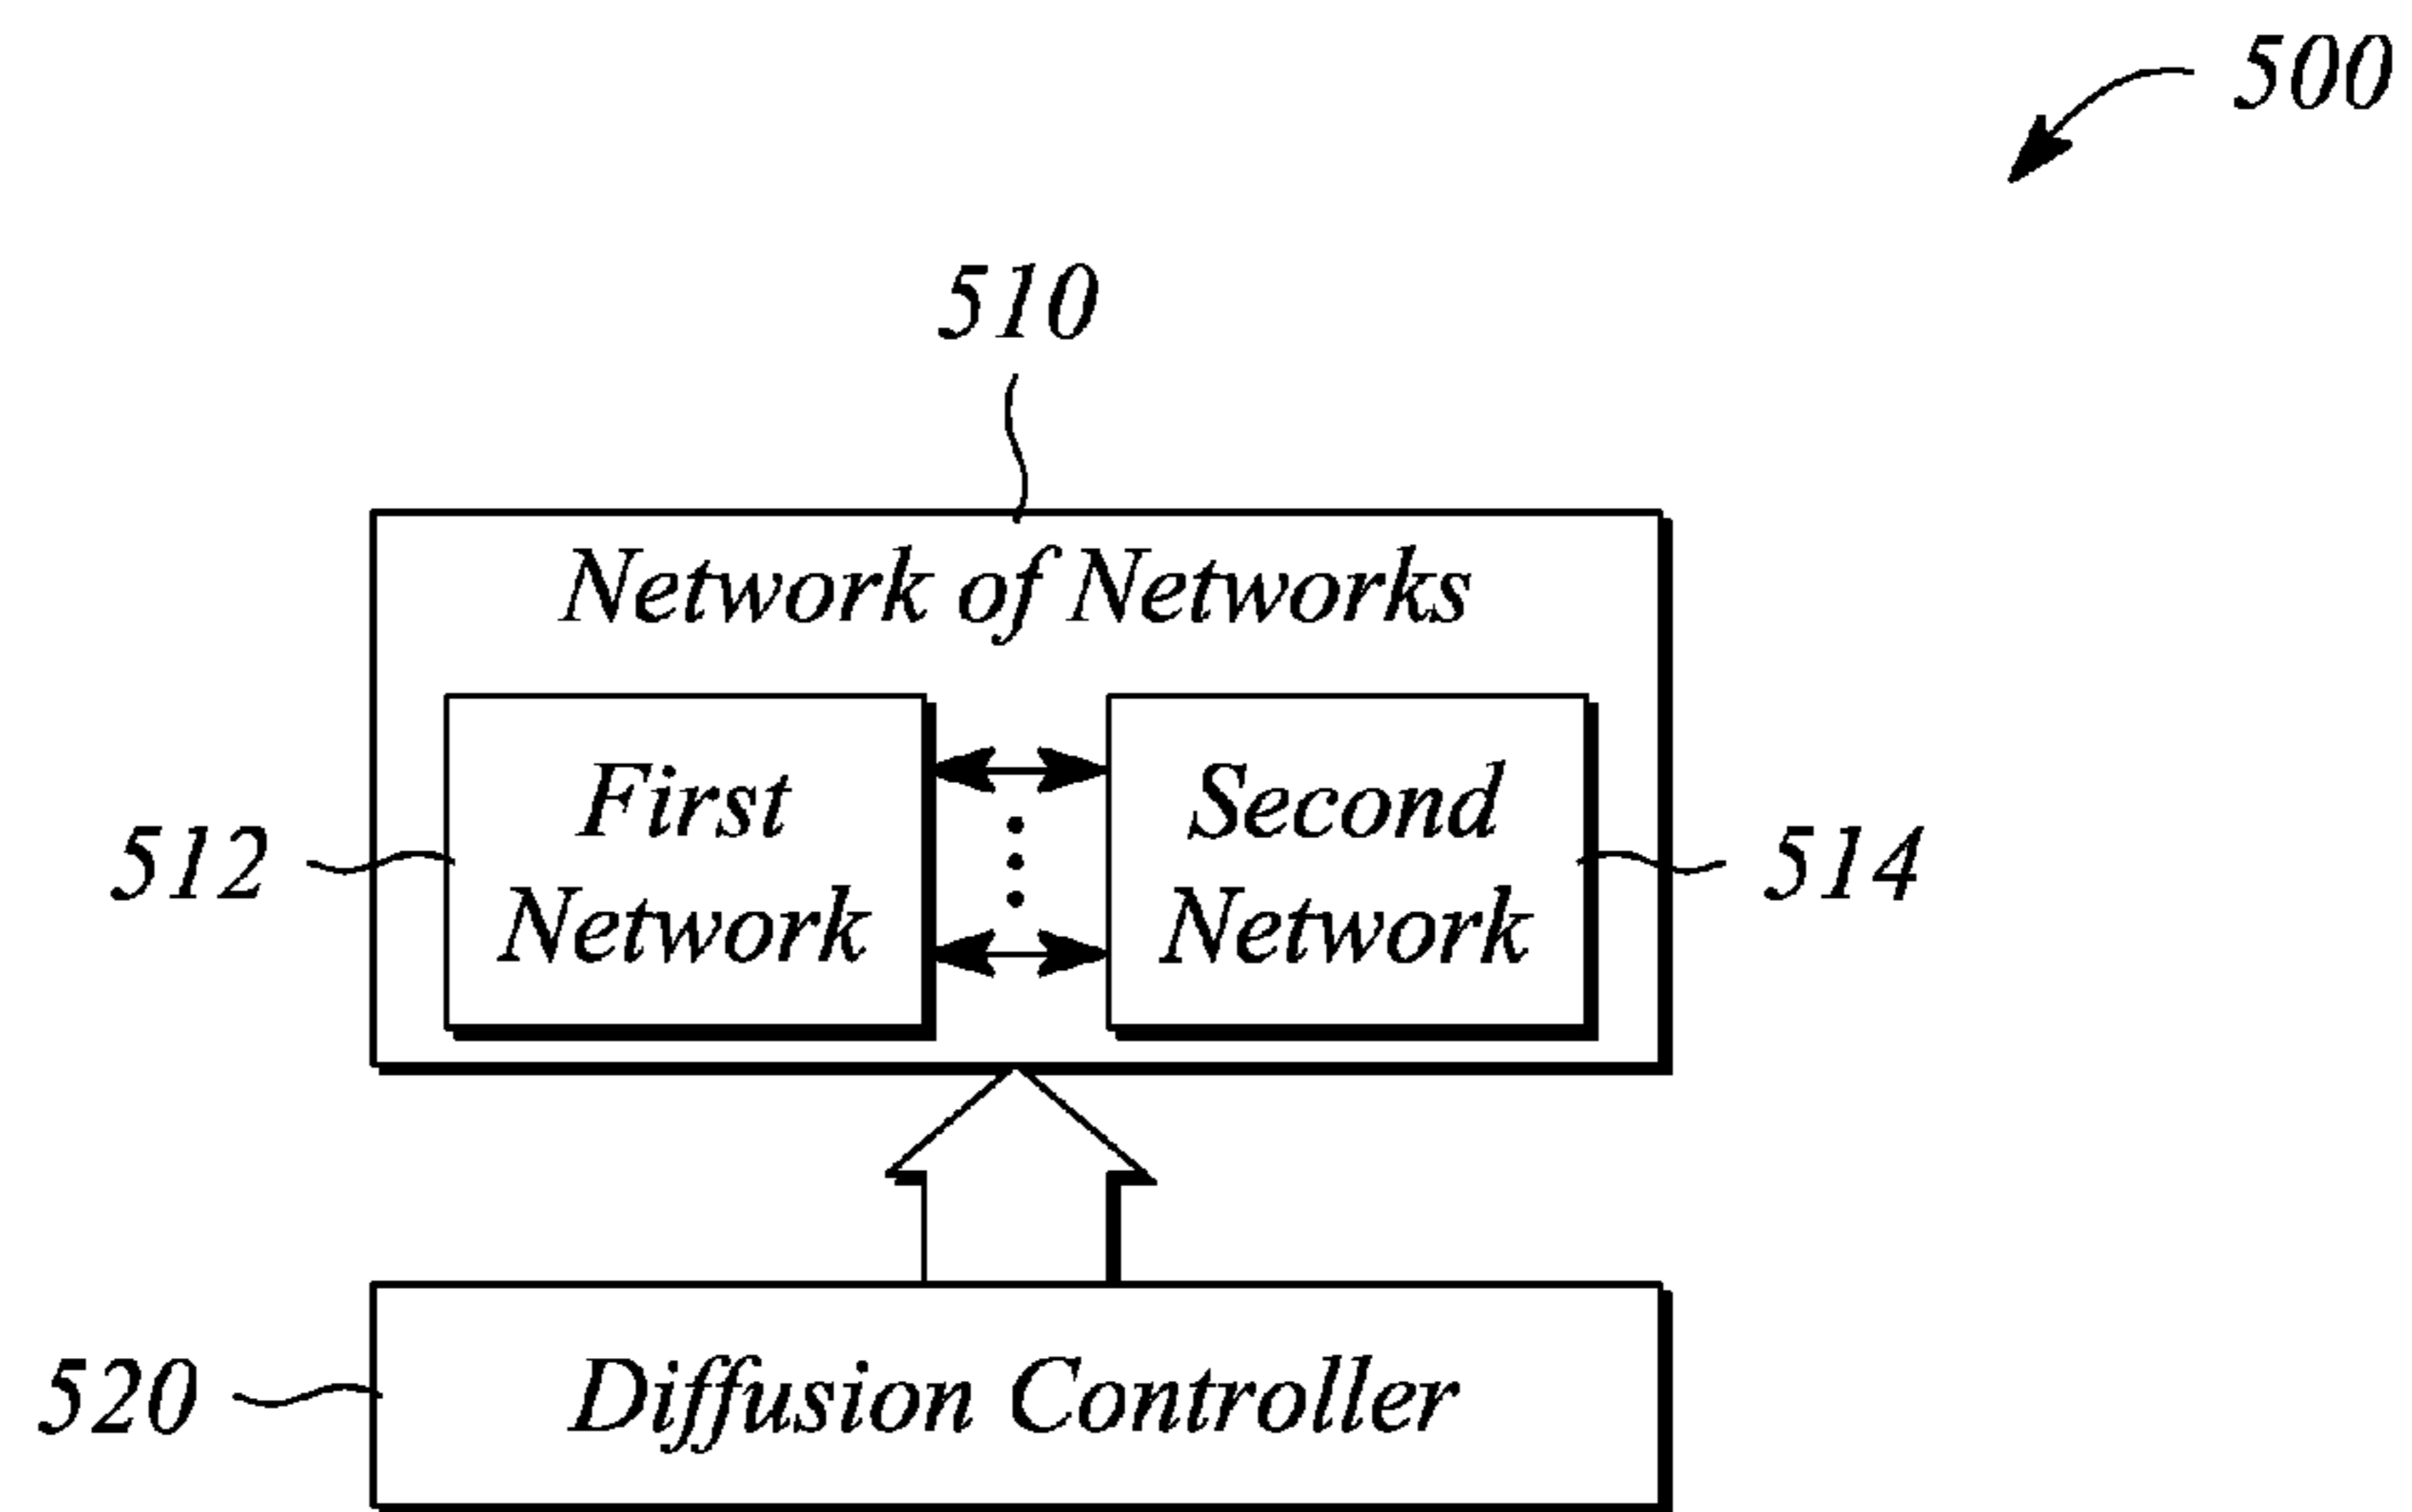 500
510
Network of Networks
First
Network
Second
Network
512
514
520
Diffusion Controller